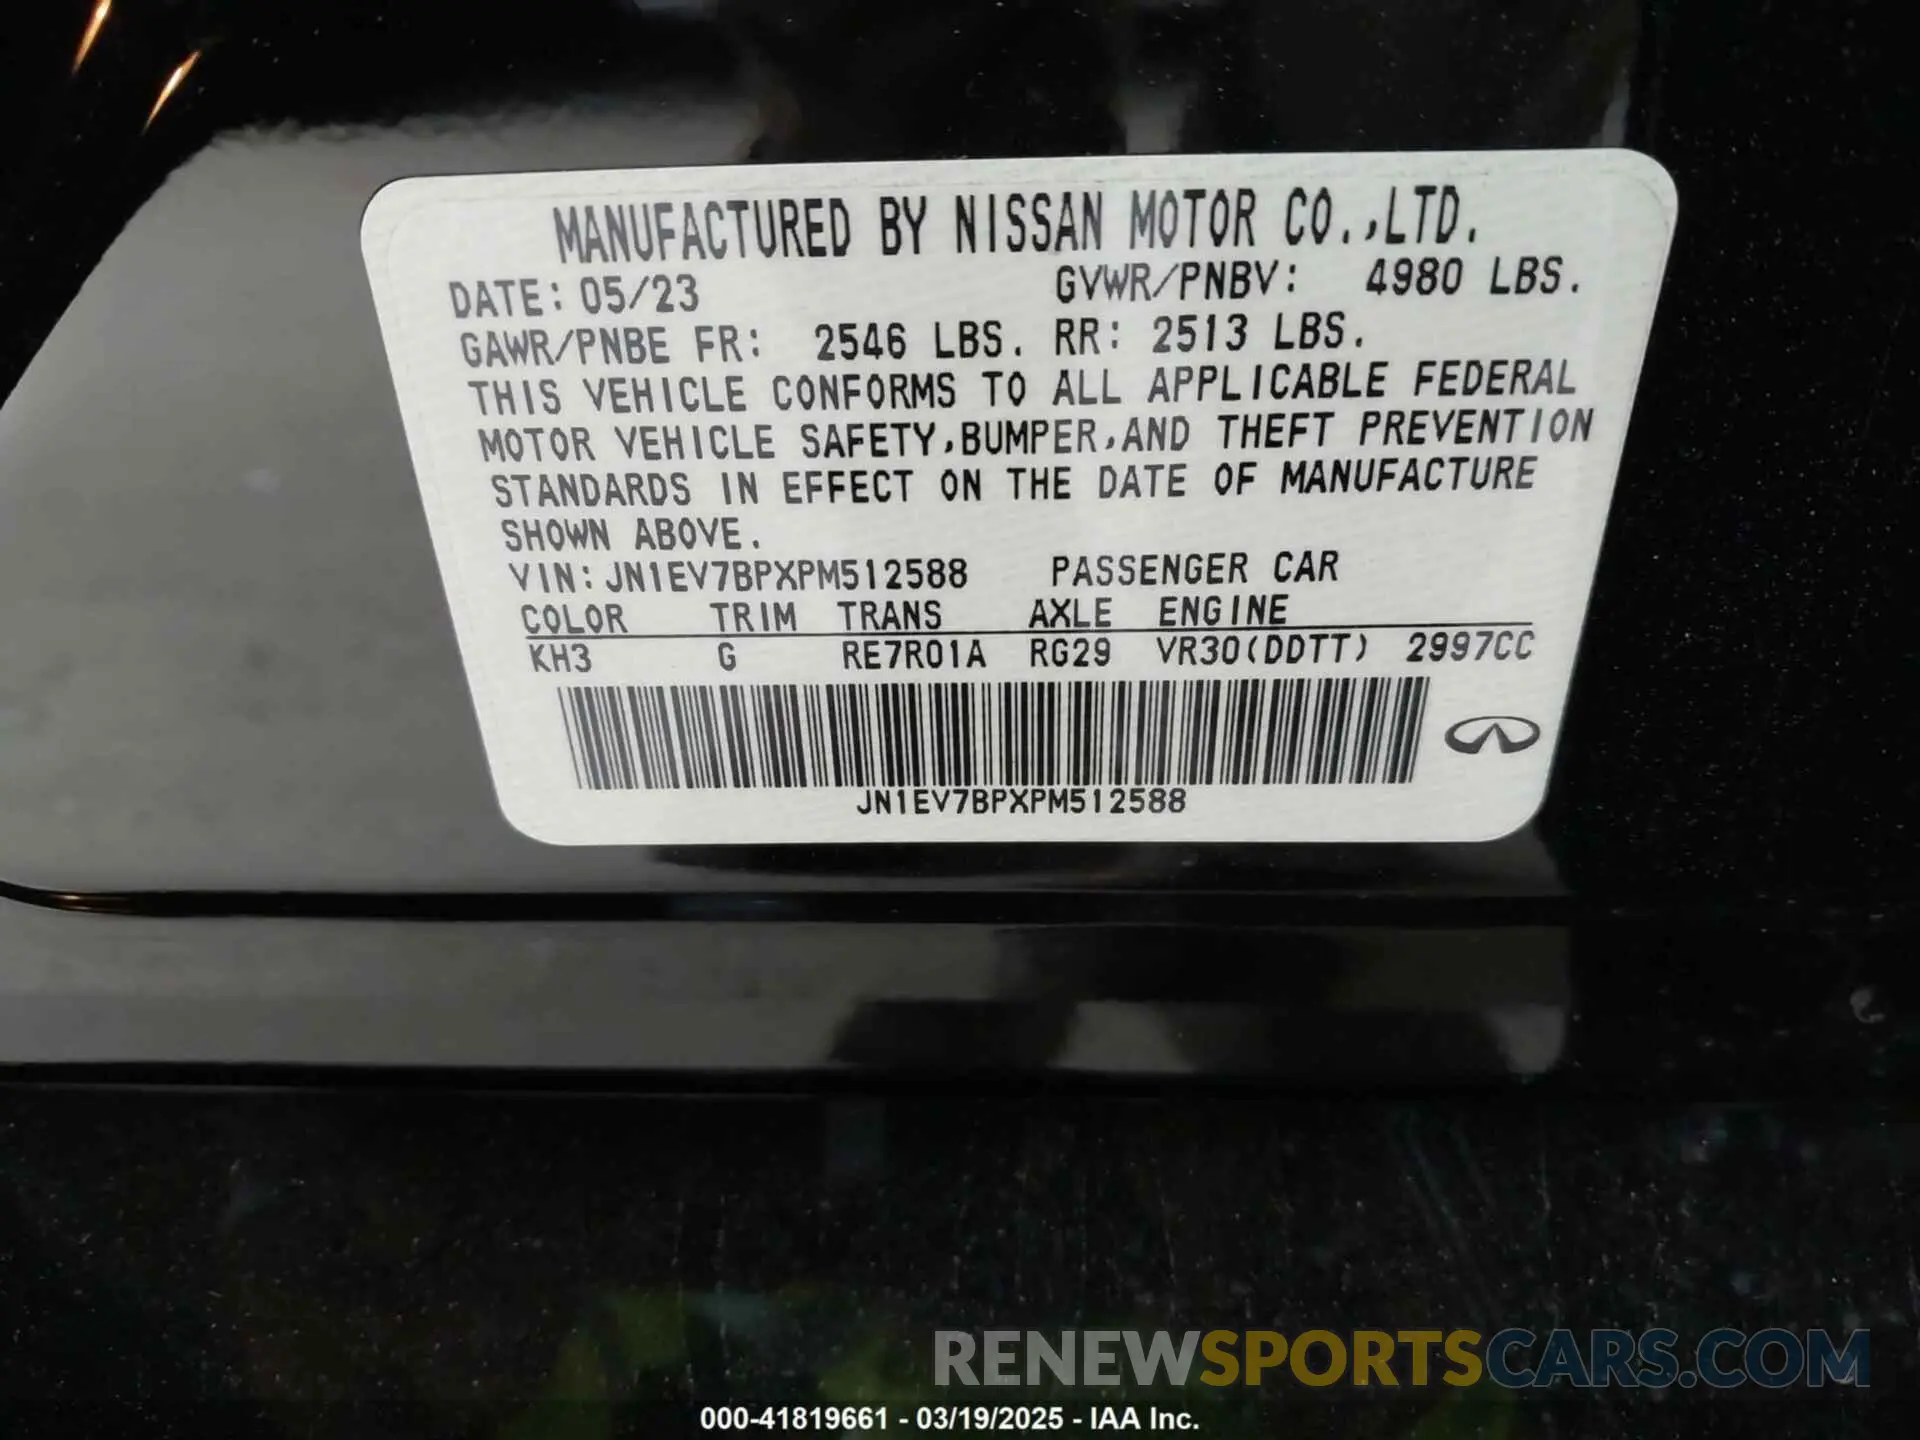 MANUFACTURED BY NISSAN MOTOR CO.,LTD.
DATE: 05/23 GVWR/PNBV: 4980 LBS.
GAWR/PNBE FR: 2546 LBS. RR: 2513 LBS.
THIS VEHICLE CONFORMS TO ALL APPLICABLE FEDERAL
MOTOR VEHICLE SAFETY,BUMPER,AND THEFT PREVENTION
STANDARDS IN EFFECT ON THE DATE OF MANUFACTURE
SHOWN ABOVE.
VIN: JN1EV7BPXPM512588 PASSENGER CAR
COLOR TRIM TRANS AXLE ENGINE
KH3 G RE7R01A RG29 VR30(DDTT) 2997CC
JN1EV7BPXPM512588
RENEWSPORTSCARS.COM
000-41819661 - 03/19/2025 - IAA Inc.